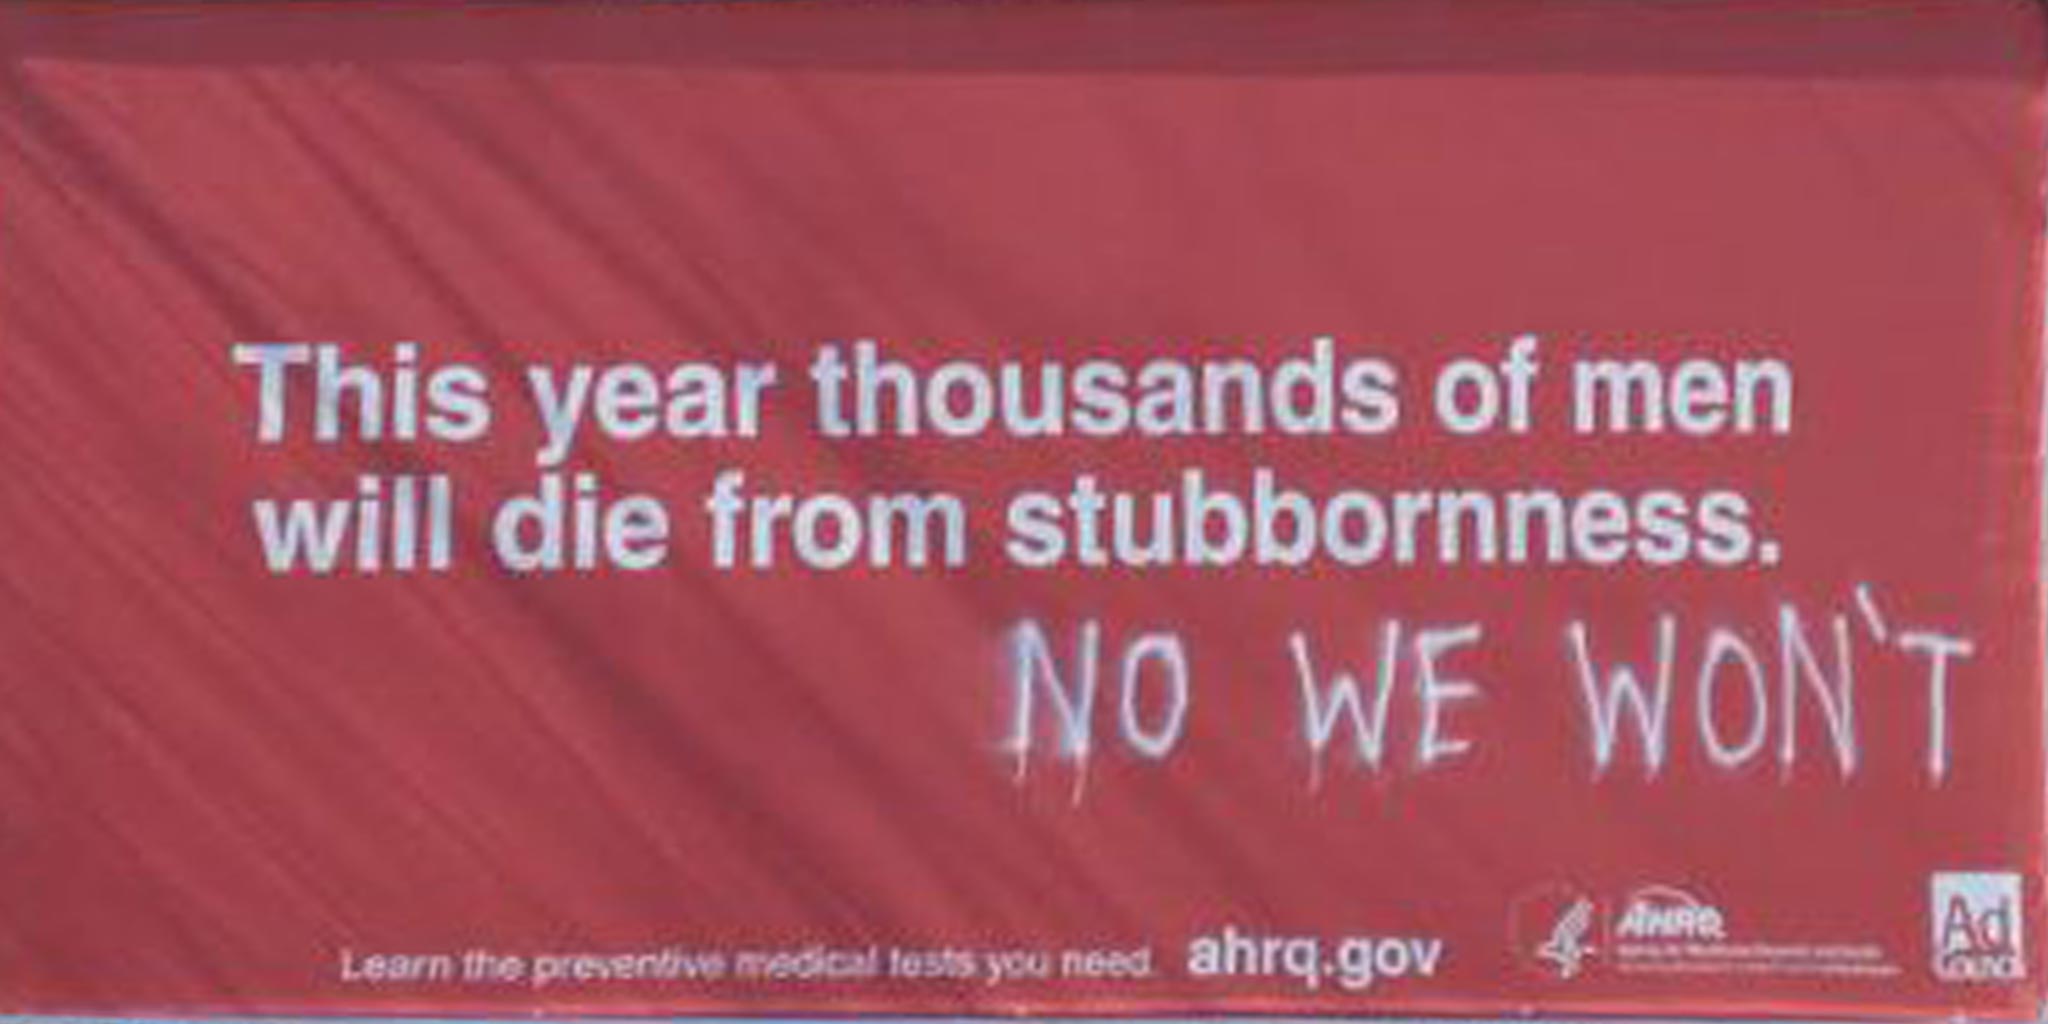 This year thousands of men
will die from stubbornness.
NO WE WON'T
Learn the preventive medical tests you need. ahrq.gov
AHRQ
Ad
Council